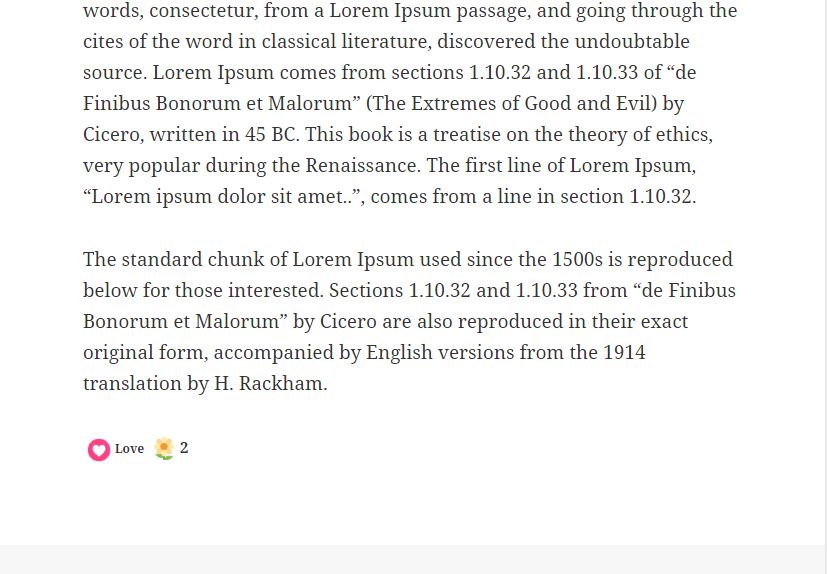 words, consectetur, from a Lorem Ipsum passage, and going through the
cites of the word in classical literature, discovered the undoubtable
source. Lorem Ipsum comes from sections 1.10.32 and 1.10.33 of “de
Finibus Bonorum et Malorum” (The Extremes of Good and Evil) by
Cicero, written in 45 BC. This book is a treatise on the theory of ethics,
very popular during the Renaissance. The first line of Lorem Ipsum,
“Lorem ipsum dolor sit amet..”, comes from a line in section 1.10.32.
The standard chunk of Lorem Ipsum used since the 1500s is reproduced
below for those interested. Sections 1.10.32 and 1.10.33 from “de Finibus
Bonorum et Malorum” by Cicero are also reproduced in their exact
original form, accompanied by English versions from the 1914
translation by H. Rackham.
Love 2